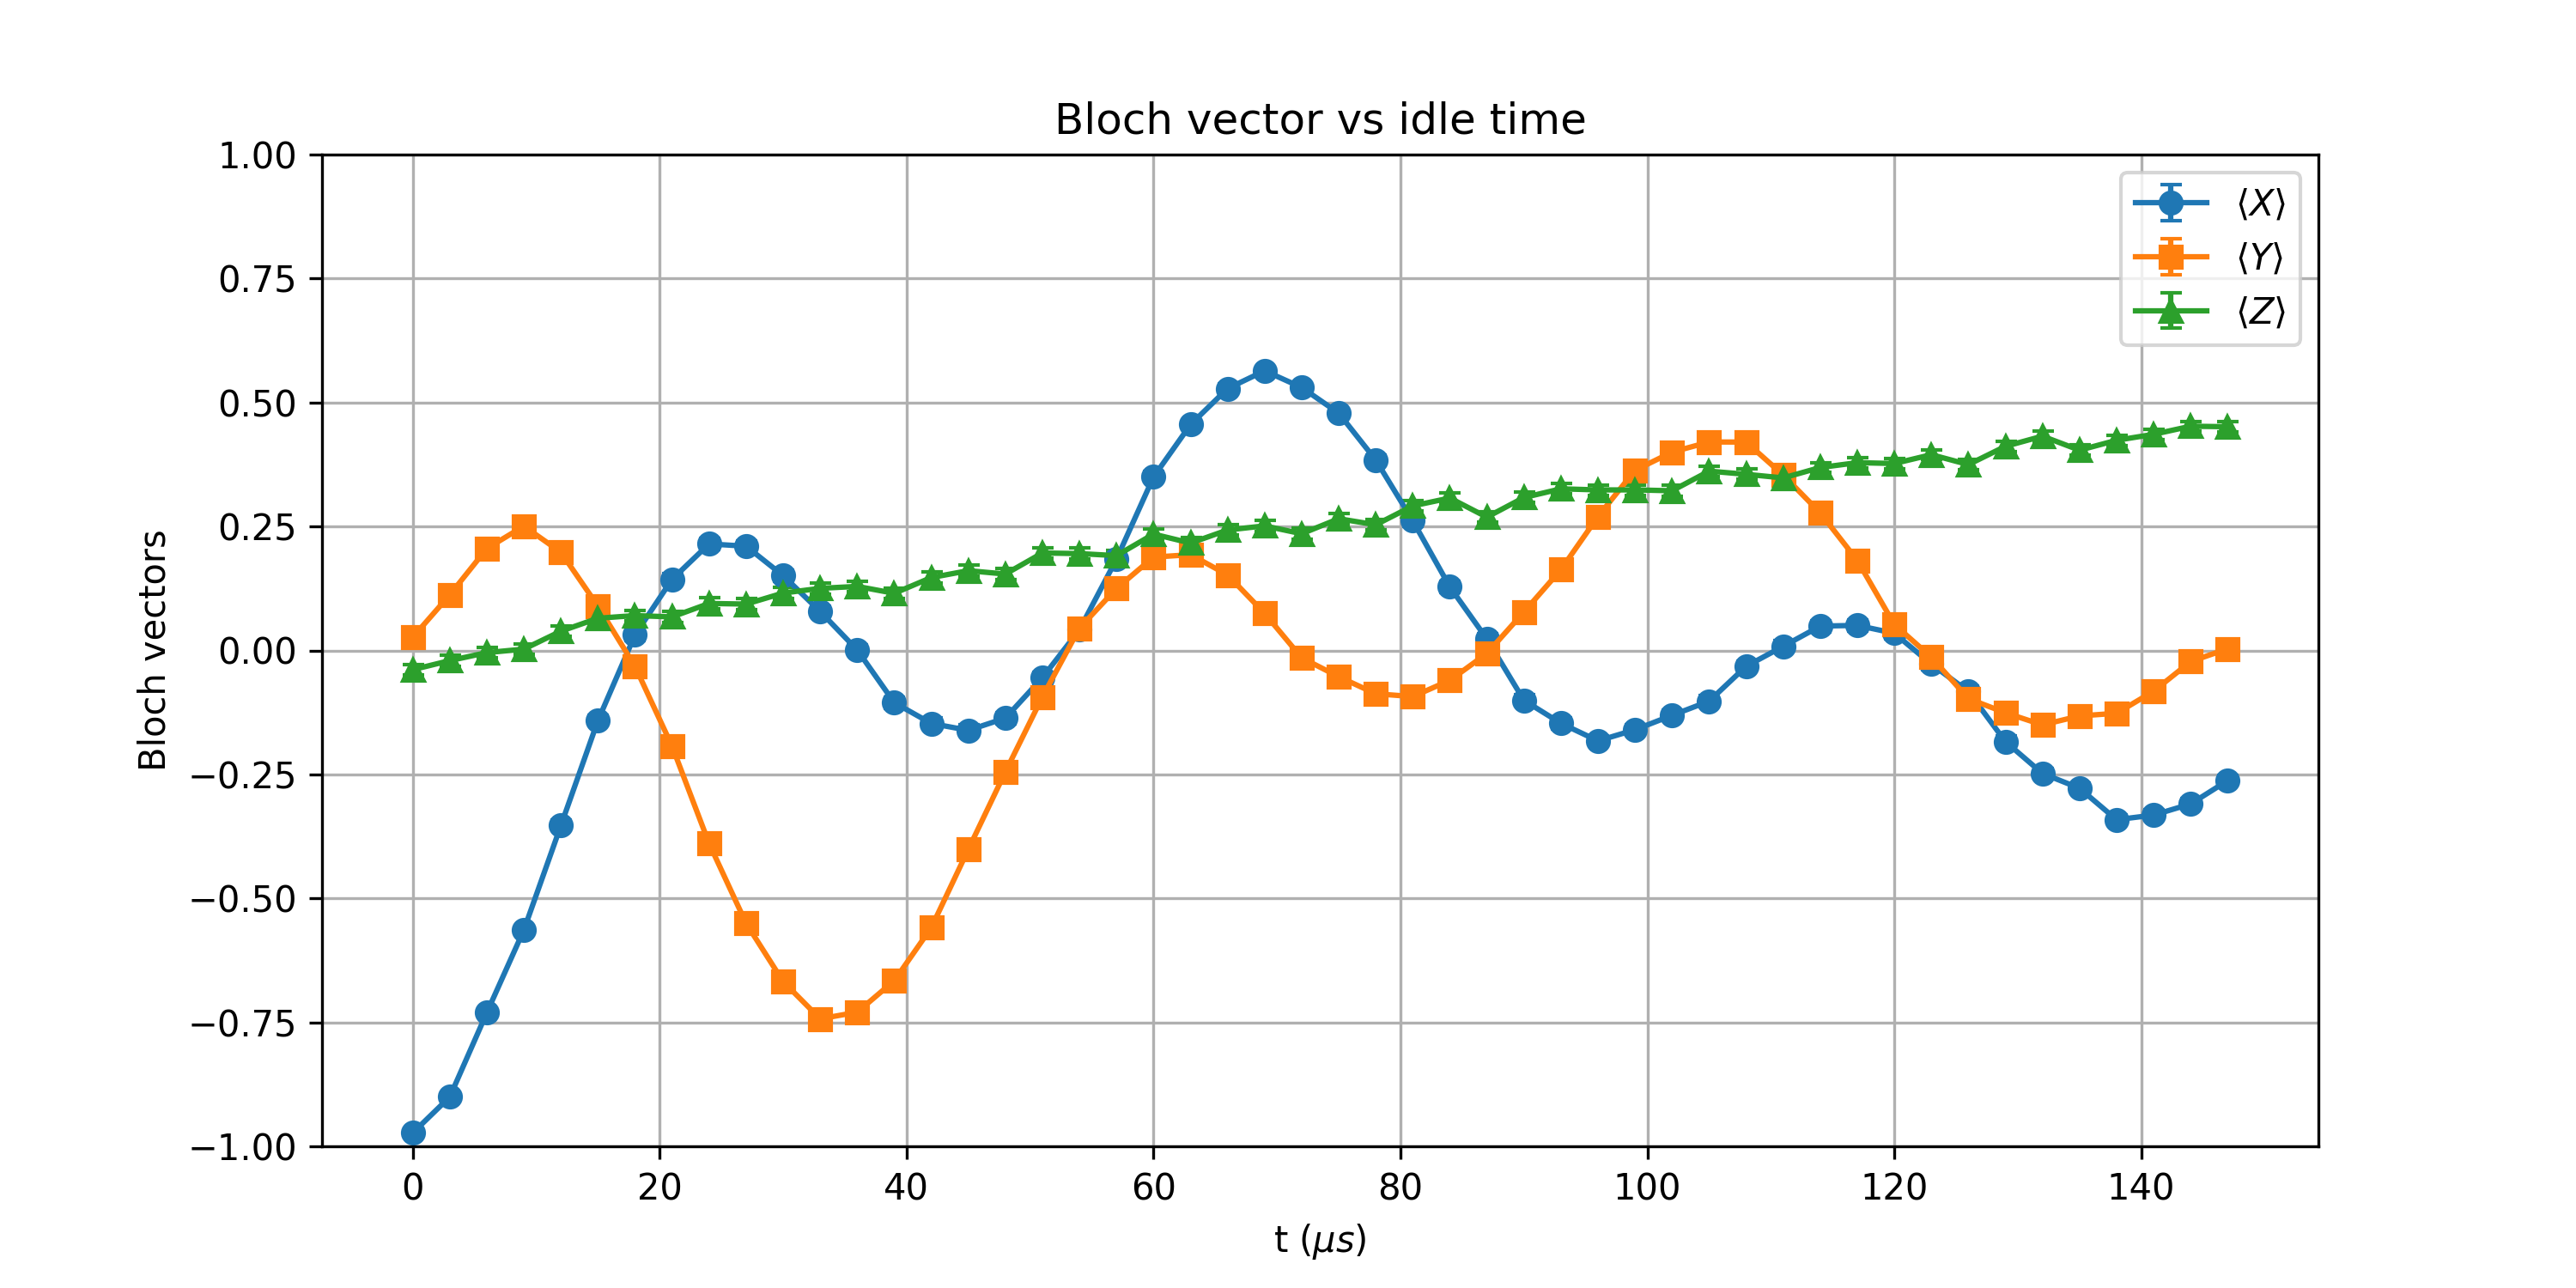 Bloch vector vs idle time
1.00
0.75
0.50
0.25
0.00
−0.25
−0.50
−0.75
−1.00
Bloch vectors
⟨X⟩
⟨Y⟩
⟨Z⟩
0 20 40 60 80 100 120 140
t (μs)